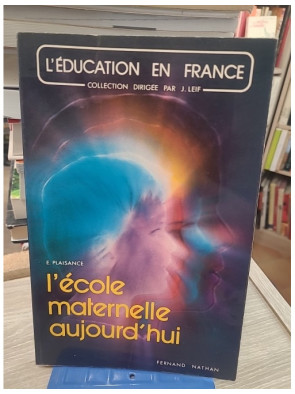 L'ÉDUCATION EN FRANCE
COLLECTION DIRIGÉE PAR J. LEIF
E. PLAISANCE
l'école
maternelle
aujourd'hui
FERNAND NATHAN